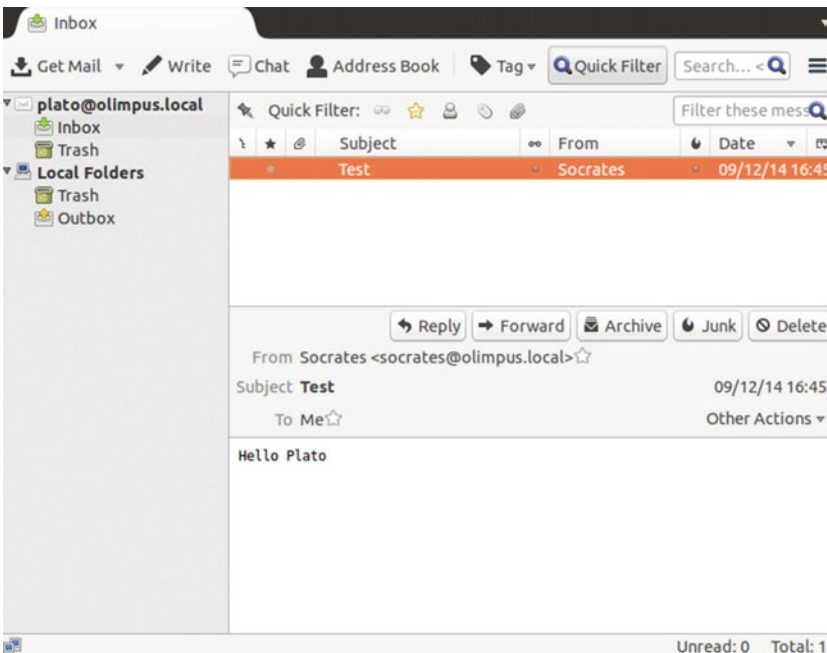 Inbox
Get Mail Write Chat Address Book Tag Quick Filter Search... <
plato@olimpus.local
Inbox
Trash
Local Folders
Trash
Outbox
Quick Filter: Filter these mess
Subject From Date
Test Socrates 09/12/14 16:45
Reply Forward Archive Junk Delete
From Socrates <socrates@olimpus.local>
Subject Test 09/12/14 16:45
To Me Other Actions
Hello Plato
Unread: 0 Total: 1